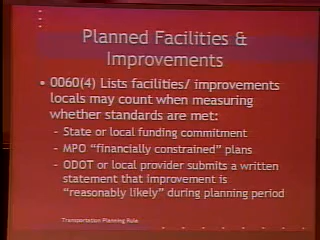 Planned Facilities &
Improvements
• 0060(4) Lists facilities/ improvements
locals may count when measuring
whether standards are met:
– State or local funding commitment
– MPO “financially constrained” plans
– ODOT or local provider submits a written
statement that improvement is
“reasonably likely” during planning period
Transportation Planning Rule